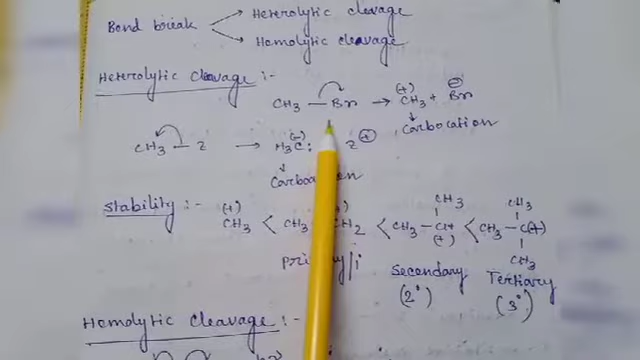 Bond break → Heterolytic cleavage
→ Homolytic cleavage
Heterolytic Cleavage :-
CH3 — Br → (+) CH3 + (−) Br
↓ Carbocation
CH3 — Z → (−) H3C: Z (+)
↓
Stability :- (+) CH3 < CH3 (+) CH2 < CH3 — CH (+) CH3 < CH3 — C(+) CH3 CH3
Secondary (2°)
Tertiary (3°)
Homolytic Cleavage :-